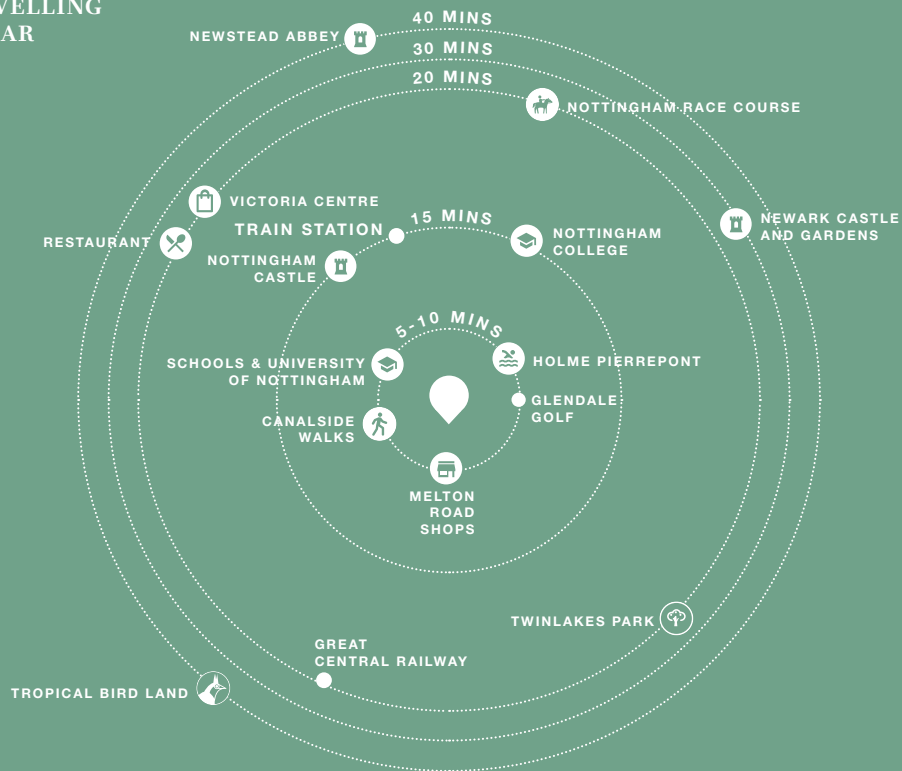 VELLING
AR
40 MINS
NEWSTEAD ABBEY
30 MINS
20 MINS
NOTTINGHAM RACE COURSE
VICTORIA CENTRE
15 MINS
NEWARK CASTLE
AND GARDENS
TRAIN STATION
RESTAURANT
NOTTINGHAM
COLLEGE
NOTTINGHAM
CASTLE
5-10 MINS
SCHOOLS & UNIVERSITY
OF NOTTINGHAM
HOLME PIERREPONT
GLENDALE
GOLF
CANALSIDE
WALKS
MELTON
ROAD
SHOPS
TWINLAKES PARK
GREAT
CENTRAL RAILWAY
TROPICAL BIRD LAND